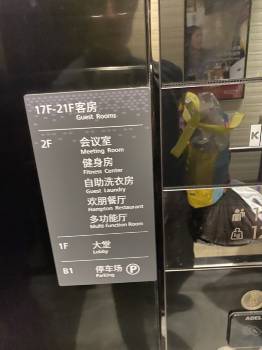 17F-21F客房
Guest Rooms
2F 会议室
Meeting Room
健身房
Fitness Center
自助洗衣房
Guest Laundry
欢朋餐厅
Hampton Restaurant
多功能厅
Multi Function Room
1F 大堂
Lobby
B1 停车场 P
Parking
K